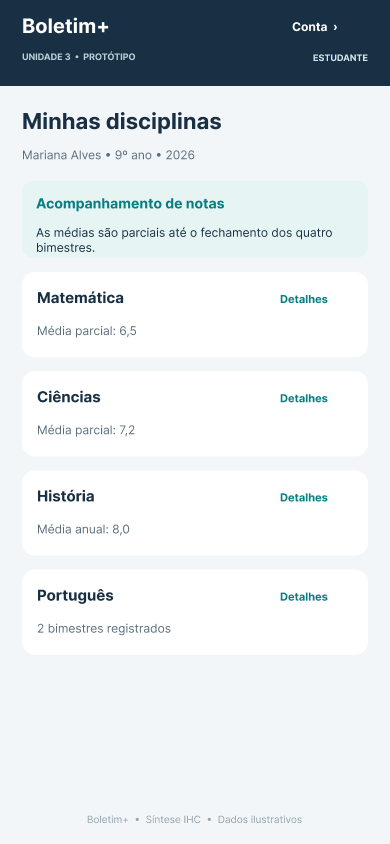 Boletim+
Conta ›
UNIDADE 3 • PROTÓTIPO
ESTUDANTE
Minhas disciplinas
Mariana Alves • 9º ano • 2026
Acompanhamento de notas
As médias são parciais até o fechamento dos quatro
bimestres.
Matemática
Detalhes
Média parcial: 6,5
Ciências
Detalhes
Média parcial: 7,2
História
Detalhes
Média anual: 8,0
Português
Detalhes
2 bimestres registrados
Boletim+ • Síntese IHC • Dados ilustrativos